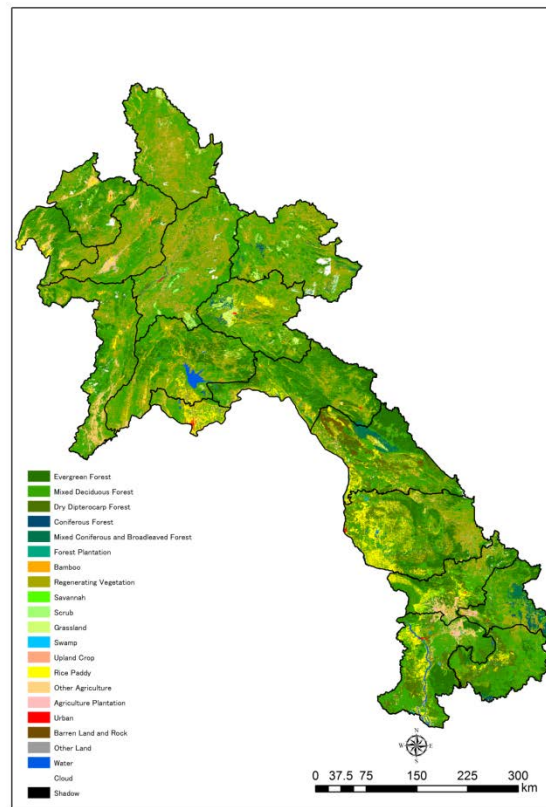 Evergreen Forest
Mixed Deciduous Forest
Dry Dipterocarp Forest
Coniferous Forest
Mixed Coniferous and Broadleaved Forest
Forest Plantation
Bamboo
Regenerating Vegetation
Savannah
Scrub
Grassland
Swamp
Upland Crop
Rice Paddy
Other Agriculture
Agriculture Plantation
Urban
Barren Land and Rock
Other Land
Water
Cloud
Shadow
N
W E
S
0 37.5 75 150 225 300
km